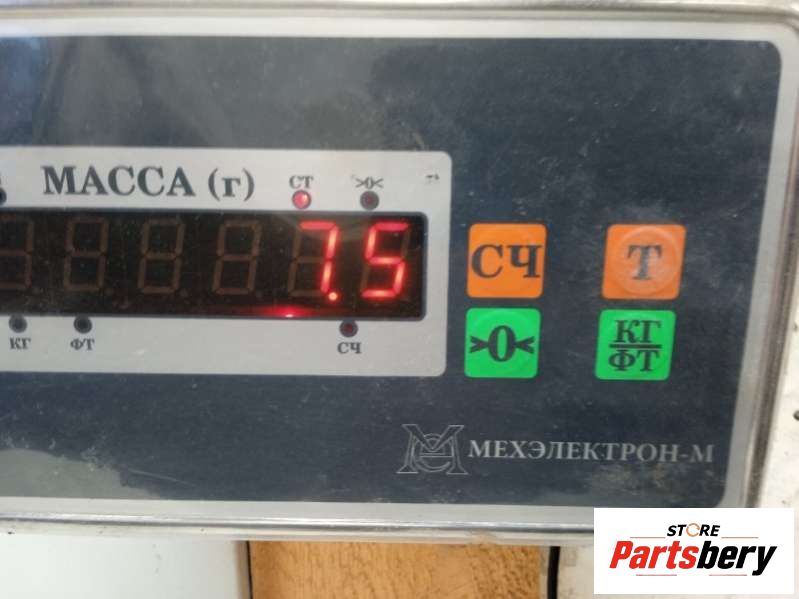 МАССА (г)
СТ
>0<
7.5
КГ
ФТ
СЧ
СЧ
Т
>0<
КГ
ФТ
МЕХЭЛЕКТРОН-М
STORE
Partsbery